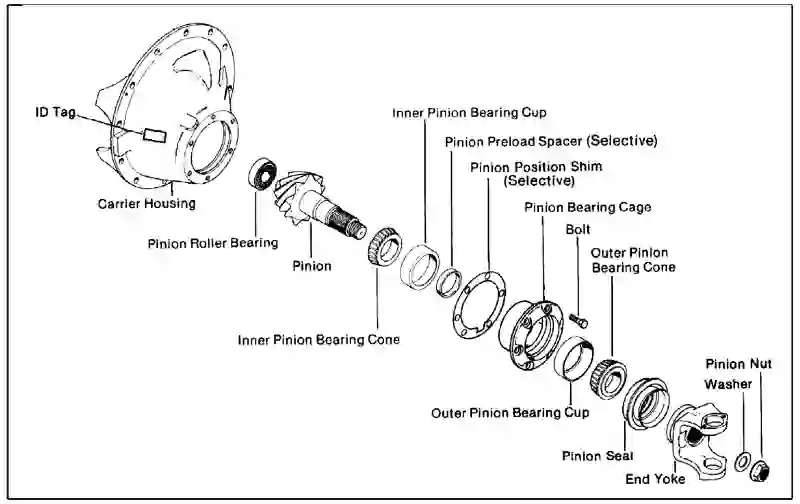 ID Tag
Inner Pinion Bearing Cup
Pinion Preload Spacer (Selective)
Pinion Position Shim
(Selective)
Carrier Housing
Pinion Bearing Cage
Bolt
Pinion Roller Bearing
Pinion
Outer Pinion
Bearing Cone
Inner Pinion Bearing Cone
Pinion Nut
Washer
Outer Pinion Bearing Cup
Pinion Seal
End Yoke